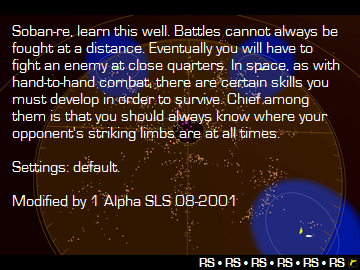 Soban-re, learn this well. Battles cannot always be
fought at a distance. Eventually you will have to
fight an enemy at close quarters. In space, as with
hand-to-hand combat, there are certain skills you
must develop in order to survive. Chief among
them is that you should always know where your
opponent's striking limbs are at all times.
Settings: default.
Modified by 1 Alpha SLS 08-2001
RS • RS • RS • RS • RS • RS r